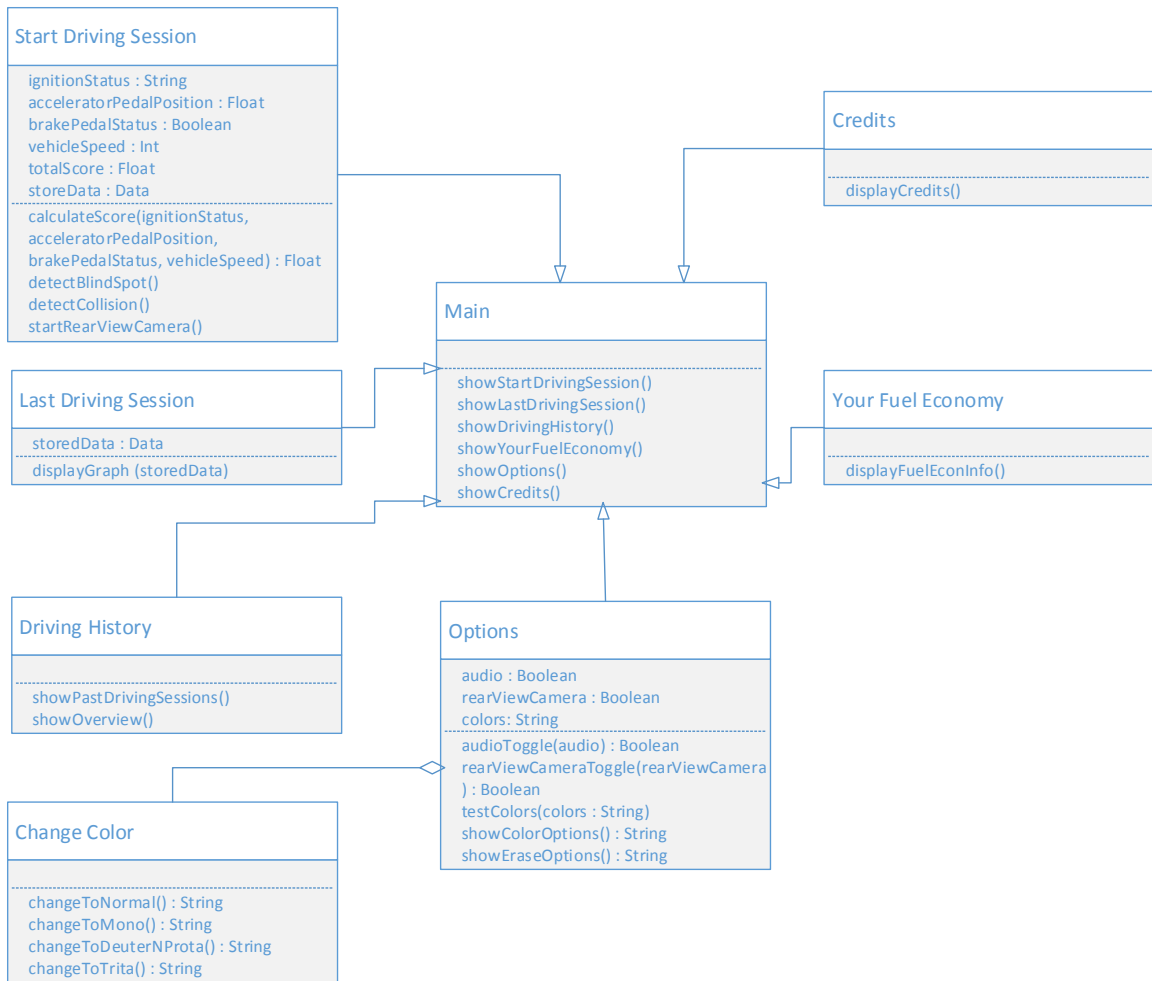 Start Driving Session
ignitionStatus : String
acceleratorPedalPosition : Float
brakePedalStatus : Boolean
vehicleSpeed : Int
totalScore : Float
storeData : Data
calculateScore(ignitionStatus,
acceleratorPedalPosition,
brakePedalStatus, vehicleSpeed) : Float
detectBlindSpot()
detectCollision()
startRearViewCamera()
Credits
displayCredits()
Main
showStartDrivingSession()
showLastDrivingSession()
showDrivingHistory()
showYourFuelEconomy()
showOptions()
showCredits()
Last Driving Session
storedData : Data
displayGraph (storedData)
Your Fuel Economy
displayFuelEconInfo()
Driving History
showPastDrivingSessions()
showOverview()
Options
audio : Boolean
rearViewCamera : Boolean
colors: String
audioToggle(audio) : Boolean
rearViewCameraToggle(rearViewCamera
) : Boolean
testColors(colors : String)
showColorOptions() : String
showEraseOptions() : String
Change Color
changeToNormal() : String
changeToMono() : String
changeToDeuterNProta() : String
changeToTrita() : String